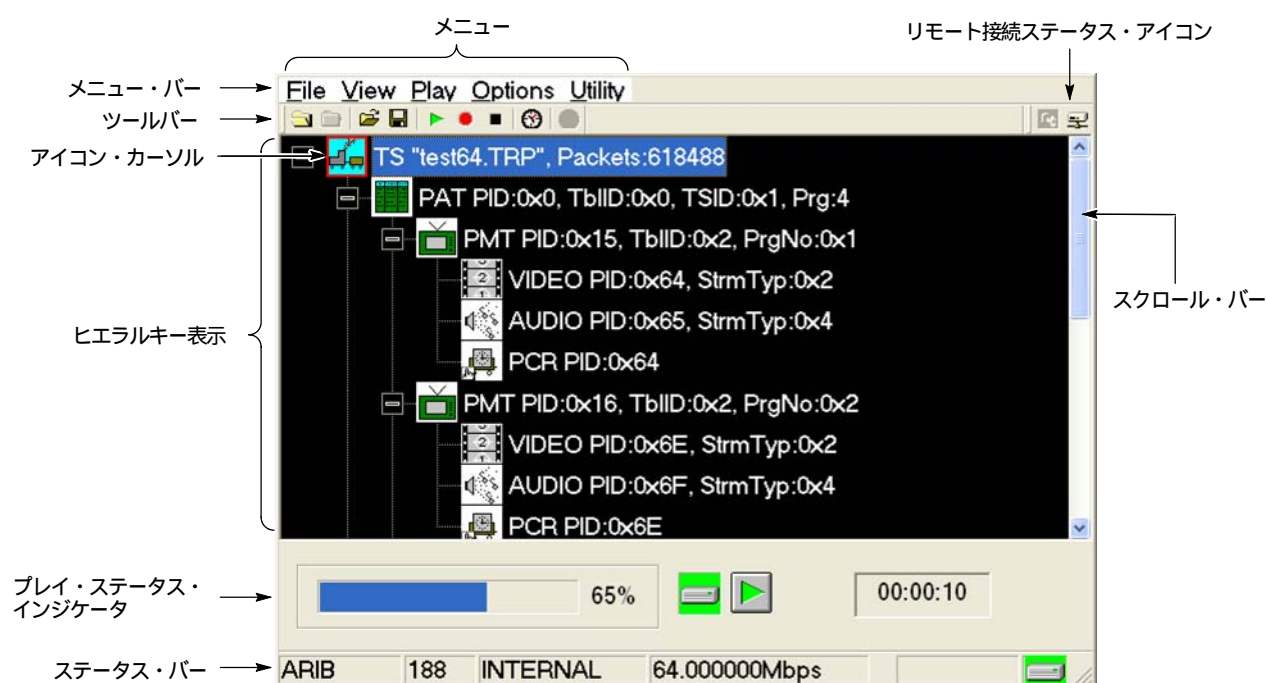 メニュー
リモート接続ステータス・アイコン
メニュー・バー
File View Play Options Utility
ツールバー
アイコン・カーソル
TS "test64.TRP", Packets:618488
PAT PID:0x0, TblID:0x0, TSID:0x1, Prg:4
PMT PID:0x15, TblID:0x2, PrgNo:0x1
VIDEO PID:0x64, StrmTyp:0x2
スクロール・バー
AUDIO PID:0x65, StrmTyp:0x4
ヒエラルキー表示
PCR PID:0x64
PMT PID:0x16, TblID:0x2, PrgNo:0x2
VIDEO PID:0x6E, StrmTyp:0x2
AUDIO PID:0x6F, StrmTyp:0x4
PCR PID:0x6E
プレイ・ステータス・
インジケータ
65%
00:00:10
ステータス・バー
ARIB 188 INTERNAL 64.000000Mbps